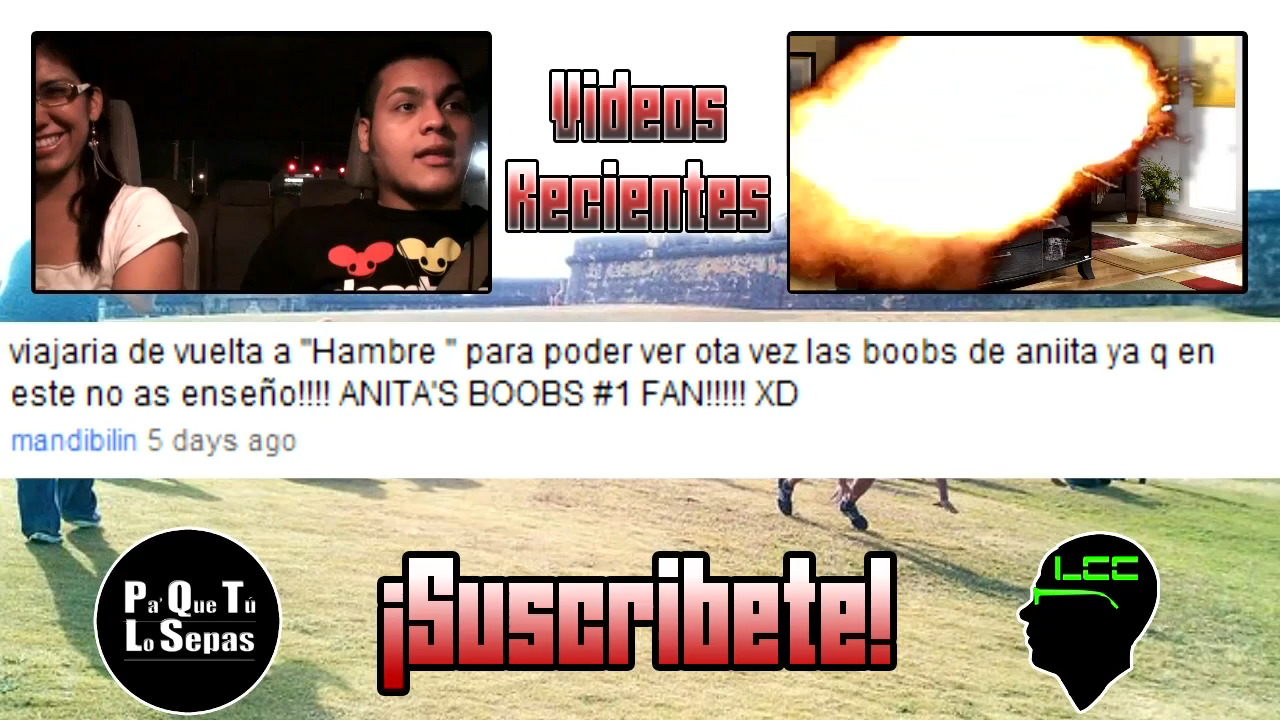 Videos
Recientes
viajaria de vuelta a "Hambre " para poder ver ota vez las boobs de aniita ya q en
este no as enseño!!!! ANITA'S BOOBS #1 FAN!!!!! XD
mandibilin 5 days ago
Pa' Que Tú
Lo Sepas
¡Suscribete!
LCC